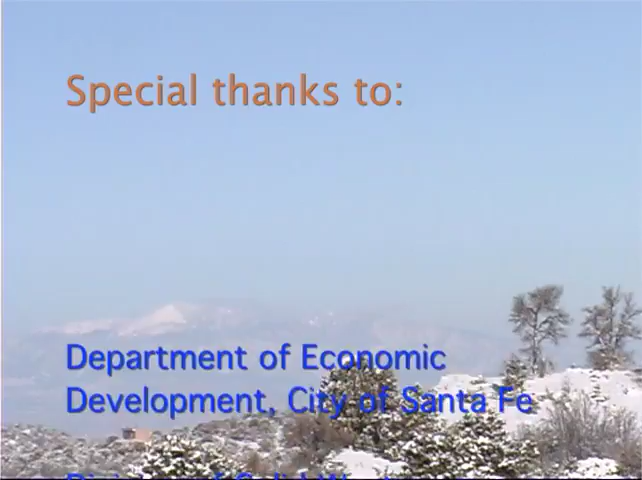 Special thanks to:
Department of Economic
Development, City of Santa Fe